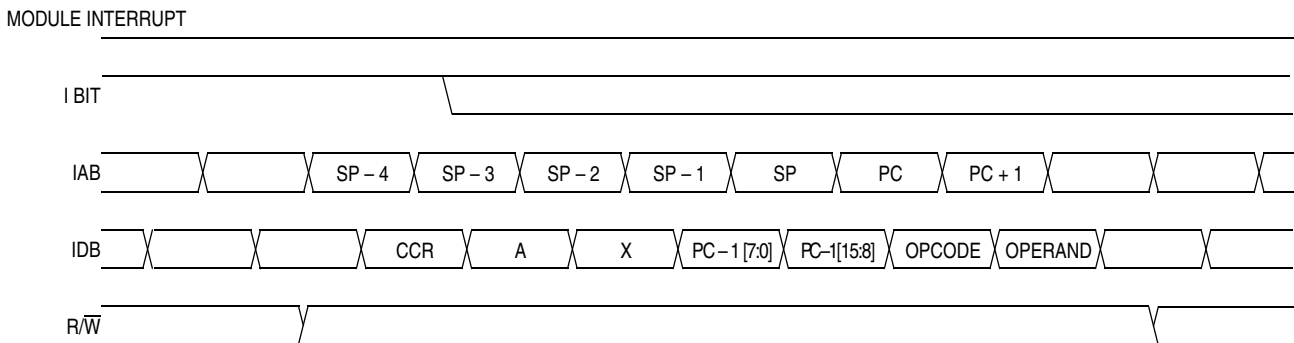 MODULE INTERRUPT
I BIT
IAB SP – 4 SP – 3 SP – 2 SP – 1 SP PC PC + 1
IDB CCR A X PC – 1 [7:0] PC–1[15:8] OPCODE OPERAND
R/W̅